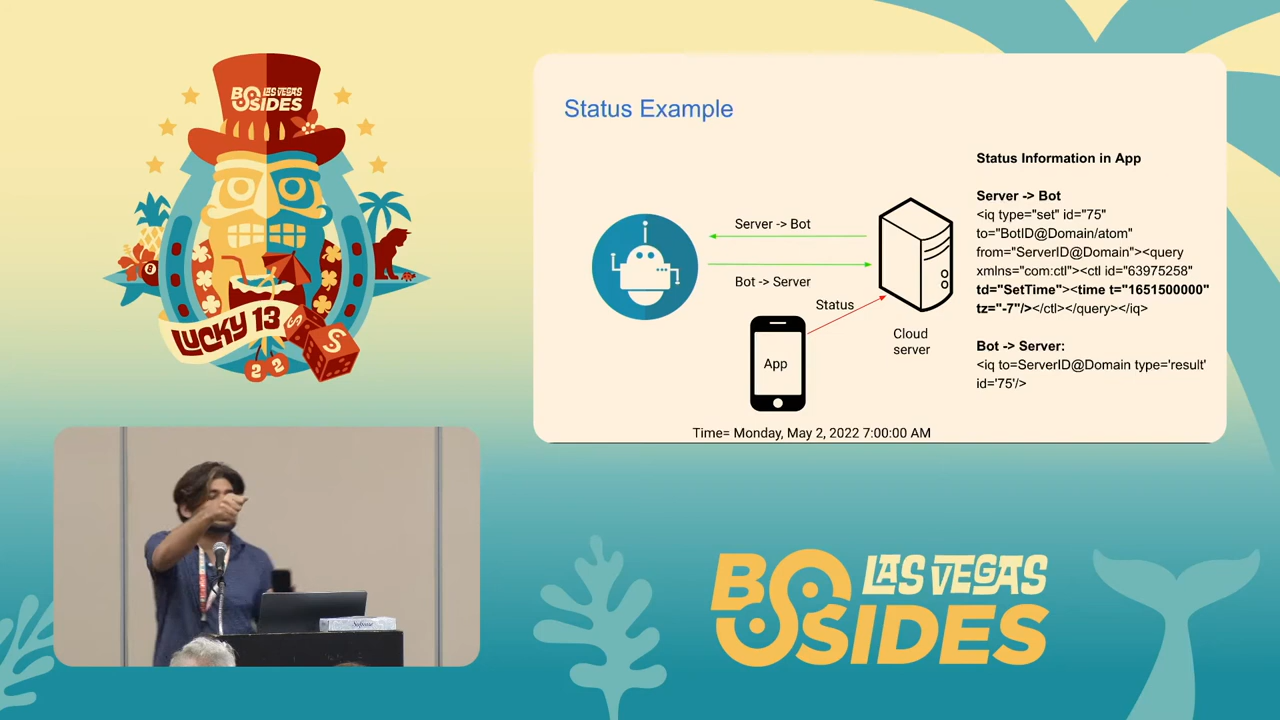 BSIDES LAS VEGAS
LUCKY 13
22
Status Example
Server -> Bot
Bot -> Server
Status
App
Cloud
server
Time= Monday, May 2, 2022 7:00:00 AM
Status Information in App
Server -> Bot
<iq type="set" id="75"
to="BotID@Domain/atom"
from="ServerID@Domain"><query
xmlns="com:ctl"><ctl id="63975258"
td="SetTime"><time t="1651500000"
tz="-7"/></ctl></query></iq>
Bot -> Server:
<iq to=ServerID@Domain type='result'
id='75'/>
BSIDES LAS VEGAS